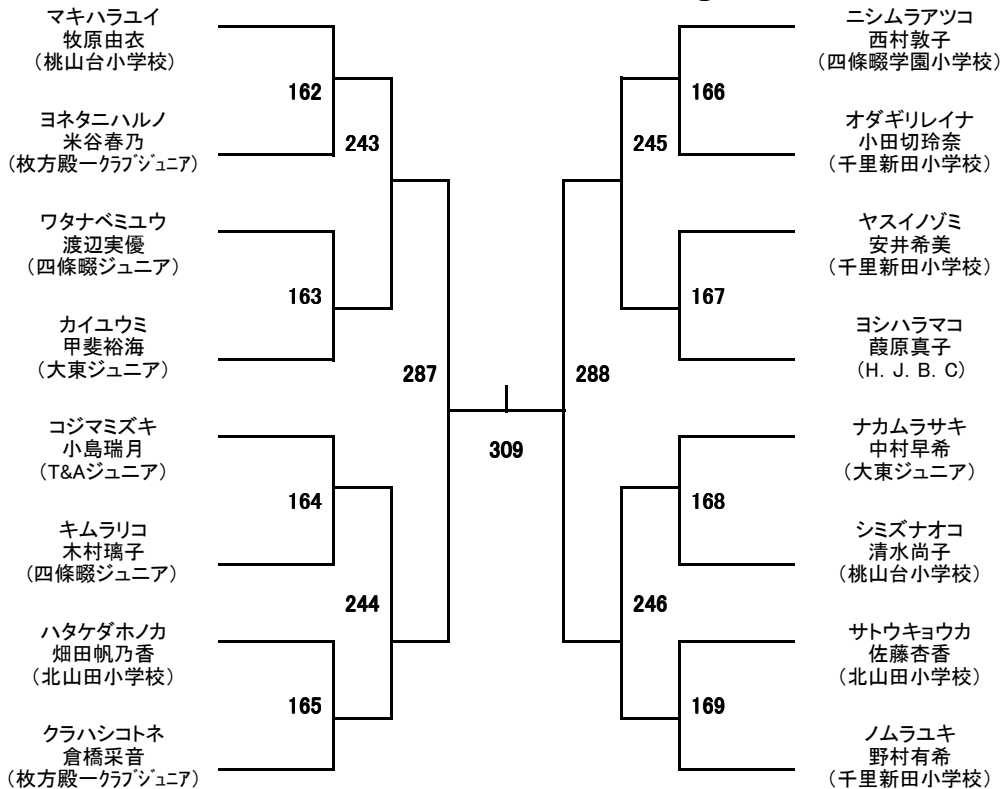 マキハラユイ
牧原由衣
（桃山台小学校）
ヨネタニハルノ
米谷春乃
（枚方殿一クラブジュニア）
ワタナベミユウ
渡辺実優
（四條畷ジュニア）
カイユウミ
甲斐裕海
（大東ジュニア）
コジマミズキ
小島瑞月
（T&Aジュニア）
キムラリコ
木村璃子
（四條畷ジュニア）
ハタケダホノカ
畑田帆乃香
（北山田小学校）
クラハシコトネ
倉橋采音
（枚方殿一クラブジュニア）
162
163
164
165
243
244
287
309
288
245
246
166
167
168
169
ニシムラアツコ
西村敦子
（四條畷学園小学校）
オダギリレイナ
小田切玲奈
（千里新田小学校）
ヤスイノゾミ
安井希美
（千里新田小学校）
ヨシハラマコ
葭原真子
（H. J. B. C）
ナカムラサキ
中村早希
（大東ジュニア）
シミズナオコ
清水尚子
（桃山台小学校）
サトウキョウカ
佐藤杏香
（北山田小学校）
ノムラユキ
野村有希
（千里新田小学校）